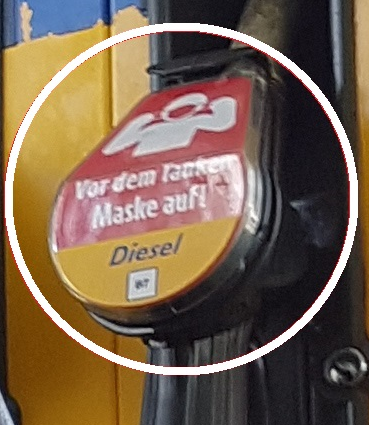 Vor dem Tanken
Maske auf!
Diesel
B7